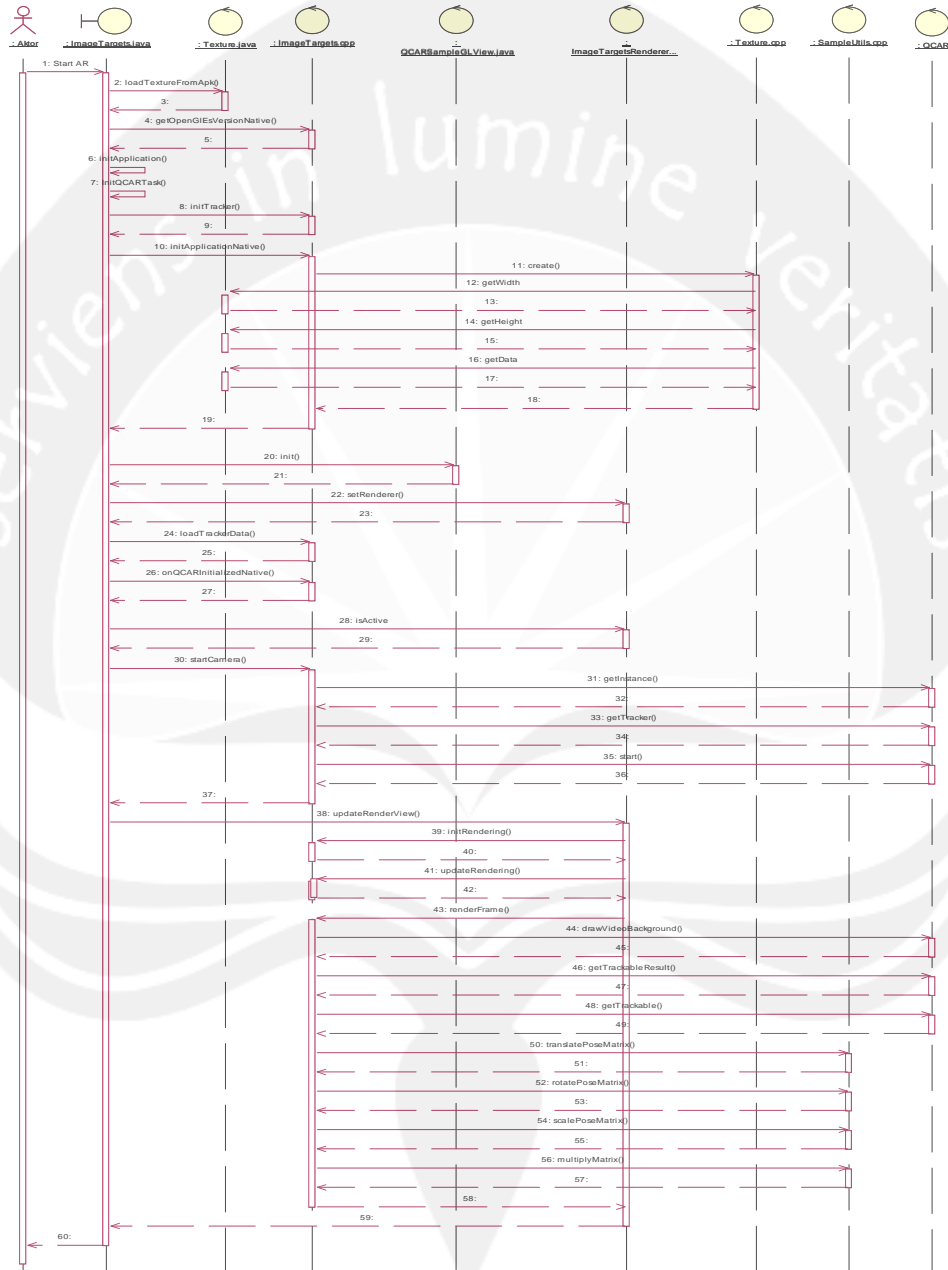 : Aktor
: ImageTargets.java
: Texture.java
: ImageTargets.cpp
:
QCARSampleGLView.java
:
ImageTargetsRenderer...
: Texture.cpp
: SampleUtils.cpp
: QCAR
1: Start AR
2: loadTextureFromApk()
3:
4: getOpenGlEsVersionNative()
5:
6: initApplication()
7: InitQCARTask()
8: initTracker()
9:
10: initApplicationNative()
11: create()
12: getWidth
13:
14: getHeight
15:
16: getData
17:
18:
19:
20: init()
21:
22: setRenderer()
23:
24: loadTrackerData()
25:
26: onQCARInitializedNative()
27:
28: isActive
29:
30: startCamera()
31: getInstance()
32:
33: getTracker()
34:
35: start()
36:
37:
38: updateRenderView()
39: initRendering()
40:
41: updateRendering()
42:
43: renderFrame()
44: drawVideoBackground()
45:
46: getTrackableResult()
47:
48: getTrackable()
49:
50: translatePoseMatrix()
51:
52: rotatePoseMatrix()
53:
54: scalePoseMatrix()
55:
56: multiplyMatrix()
57:
58:
59:
60:
serviens in lumine veritatis